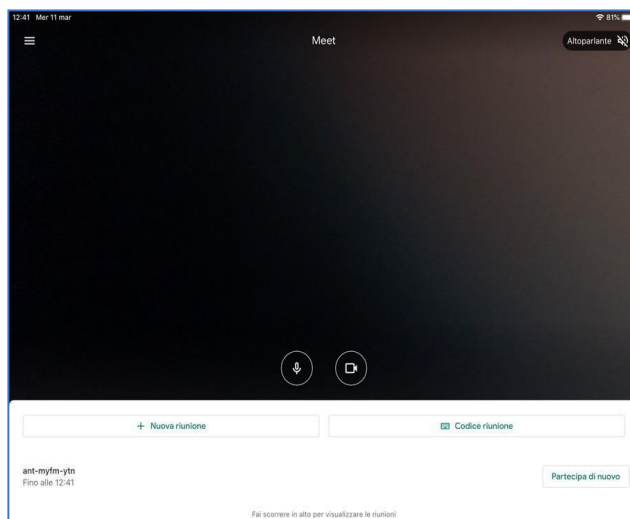 12:41 Mer 11 mar 81%
Meet
Altoparlante
+ Nuova riunione
Codice riunione
ant-myfm-ytn
Fino alle 12:41
Partecipa di nuovo
Fai scorrere in alto per visualizzare le riunioni